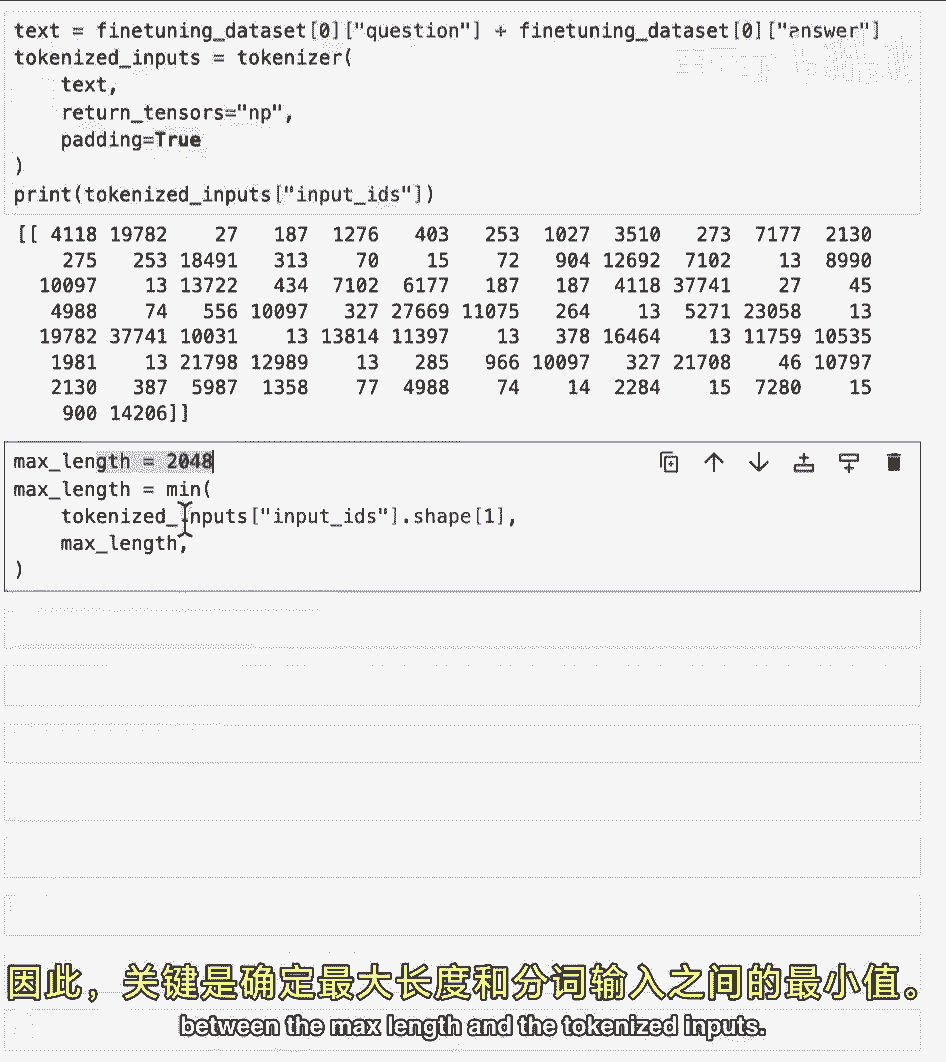 text = finetuning_dataset[0]["question"] + finetuning_dataset[0]["answer"]
tokenized_inputs = tokenizer(
    text,
    return_tensors="np",
    padding=True
)
print(tokenized_inputs["input_ids"])
[[ 4118 19782    27   187  1276   403   253  1027  3510   273  7177  2130
    275   253 18491   313    70    15    72   904 12692  7102    13  8990
  10097    13 13722   434  7102  6177   187   187  4118 37741    27    45
   4988    74   556 10097   327 27669 11075   264    13  5271 23058    13
  19782 37741 10031    13 13814 11397    13   378 16464    13 11759 10535
   1981    13 21798 12989    13   285   966 10097   327 21708    46 10797
   2130   387  5987  1358    77  4988    74    14  2284    15  7280    15
    900 14206]]
max_length = 2048
max_length = min(
    tokenized_inputs["input_ids"].shape[1],
    max_length,
)
因此，关键是确定最大长度和分词输入之间的最小值。
between the max length and the tokenized inputs.